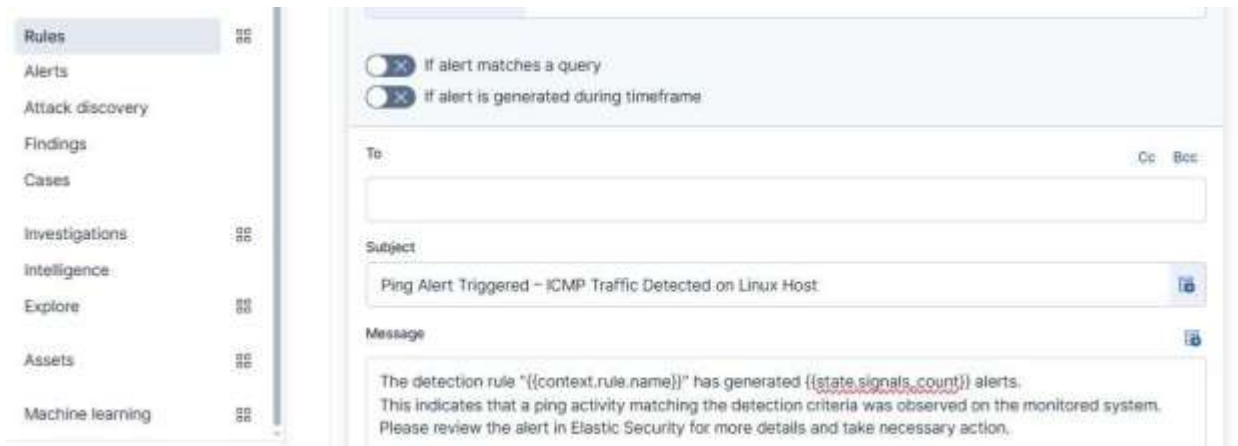 Rules
Alerts
Attack discovery
Findings
Cases
Investigations
Intelligence
Explore
Assets
Machine learning
If alert matches a query
If alert is generated during timeframe
To
Cc Bcc
Subject
Ping Alert Triggered – ICMP Traffic Detected on Linux Host
Message
The detection rule "{{context.rule.name}}" has generated {{state.signals_count}} alerts.
This indicates that a ping activity matching the detection criteria was observed on the monitored system.
Please review the alert in Elastic Security for more details and take necessary action.